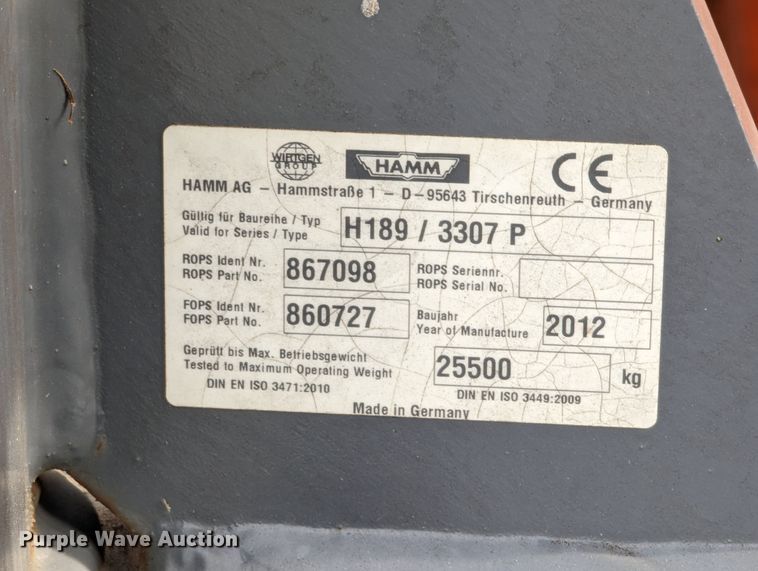 WIRTGEN
GROUP
HAMM
CE
HAMM AG – Hammstraße 1 – D–95643 Tirschenreuth – Germany
Gültig für Baureihe / Typ
Valid for Series / Type
H189 / 3307 P
ROPS Ident Nr.
ROPS Part No.
867098
ROPS Seriennr.
ROPS Serial No.
FOPS Ident Nr.
FOPS Part No.
860727
Baujahr
Year of Manufacture
2012
Geprüft bis Max. Betriebsgewicht
Tested to Maximum Operating Weight
25500 kg
DIN EN ISO 3471:2010
DIN EN ISO 3449:2009
Made in Germany
Purple Wave Auction